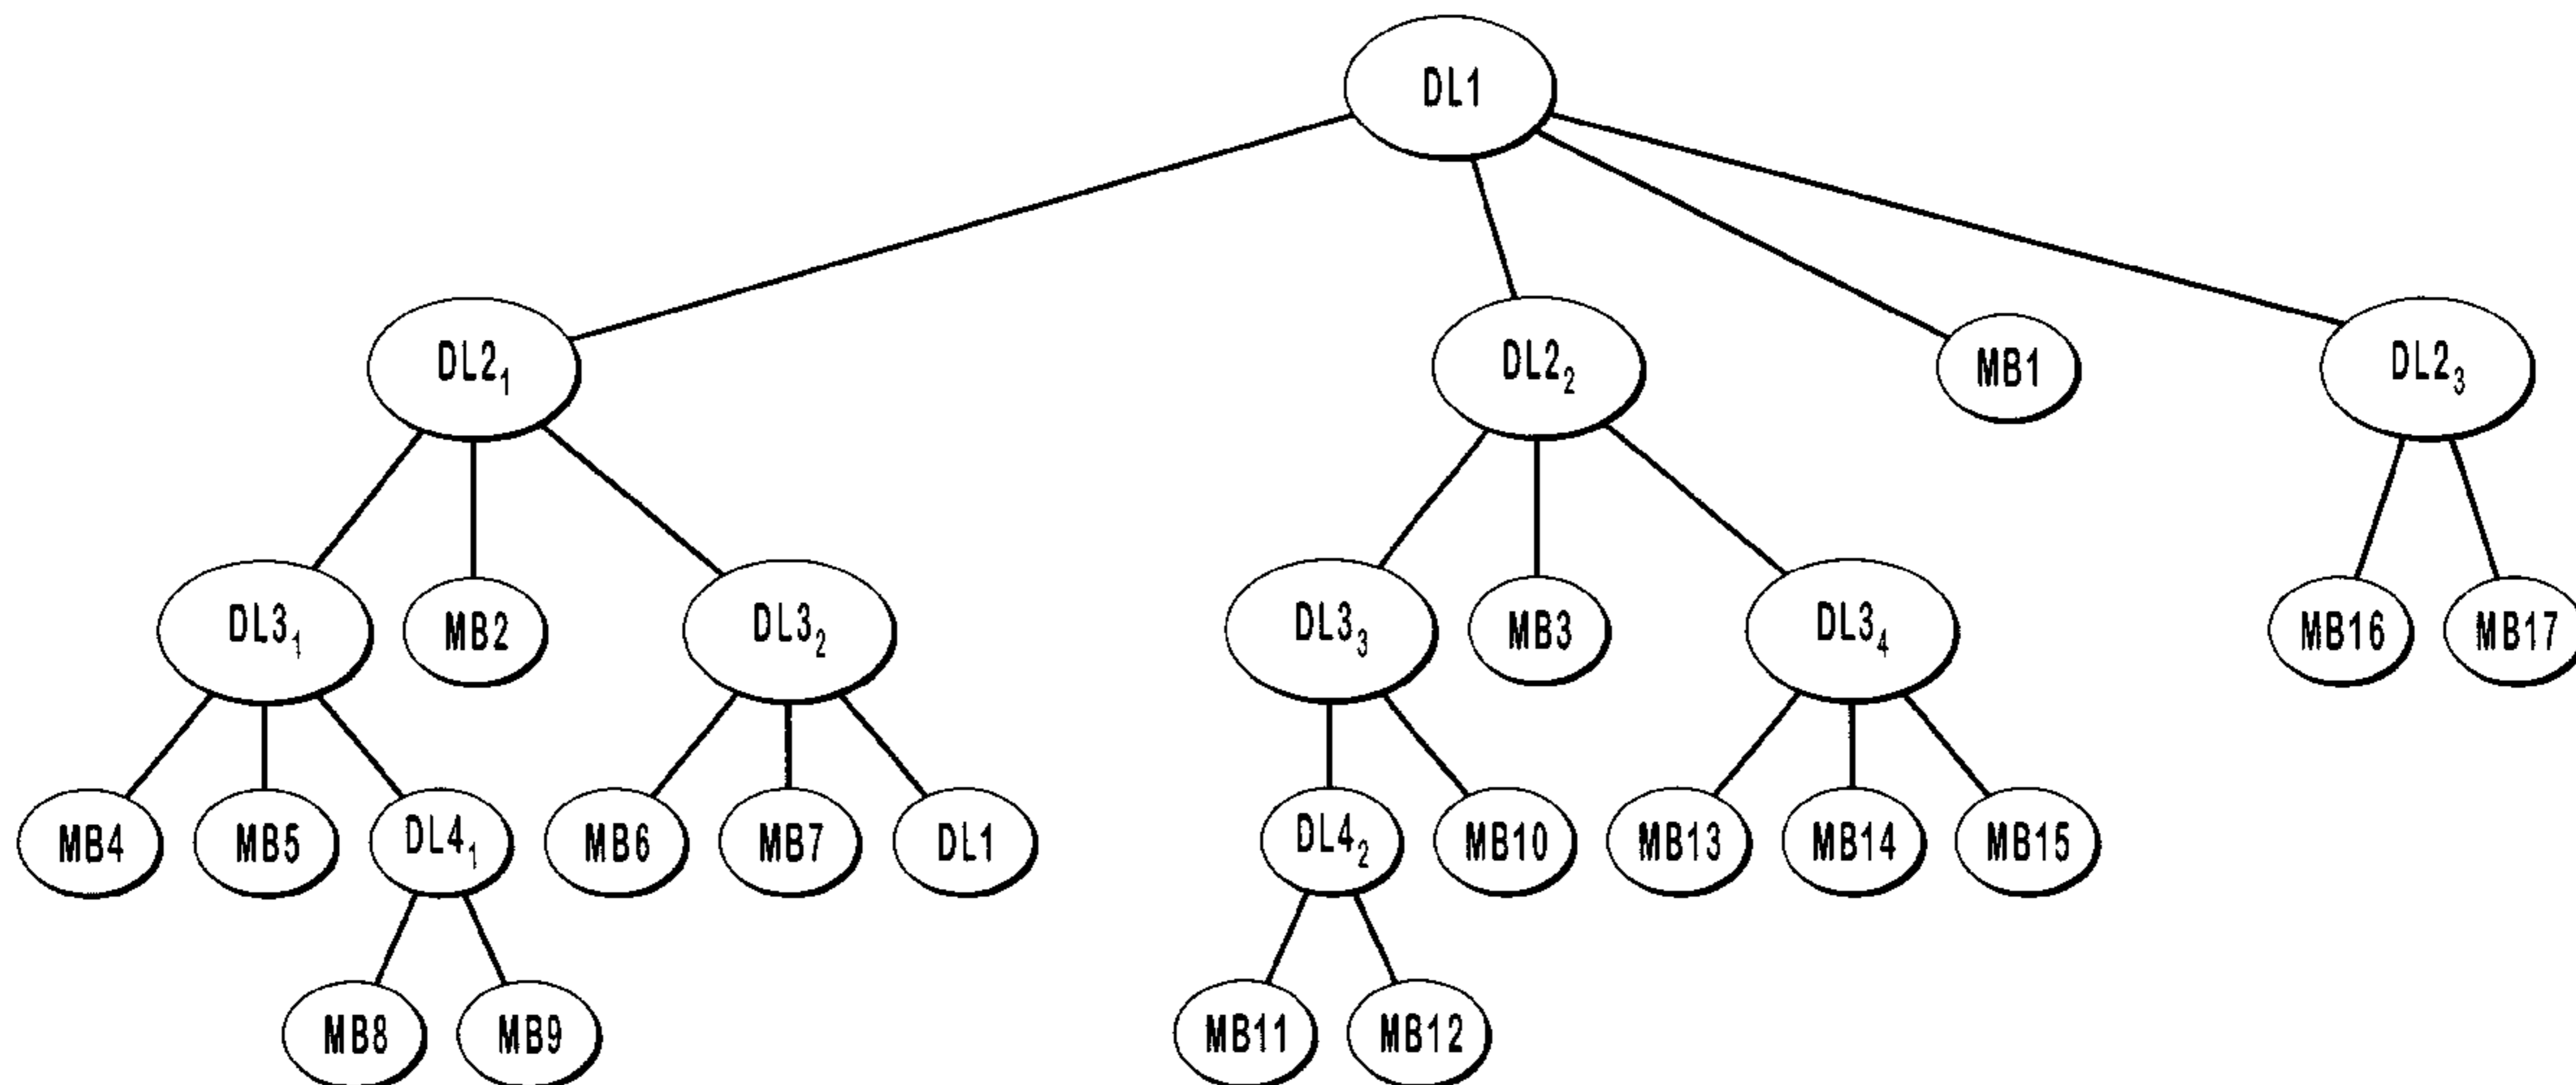 DL1
DL2₁ DL2₂ MB1 DL2₃
DL3₁ MB2 DL3₂ DL3₃ MB3 DL3₄ MB16 MB17
MB4 MB5 DL4₁ MB6 MB7 DL1 DL4₂ MB10 MB13 MB14 MB15
MB8 MB9 MB11 MB12